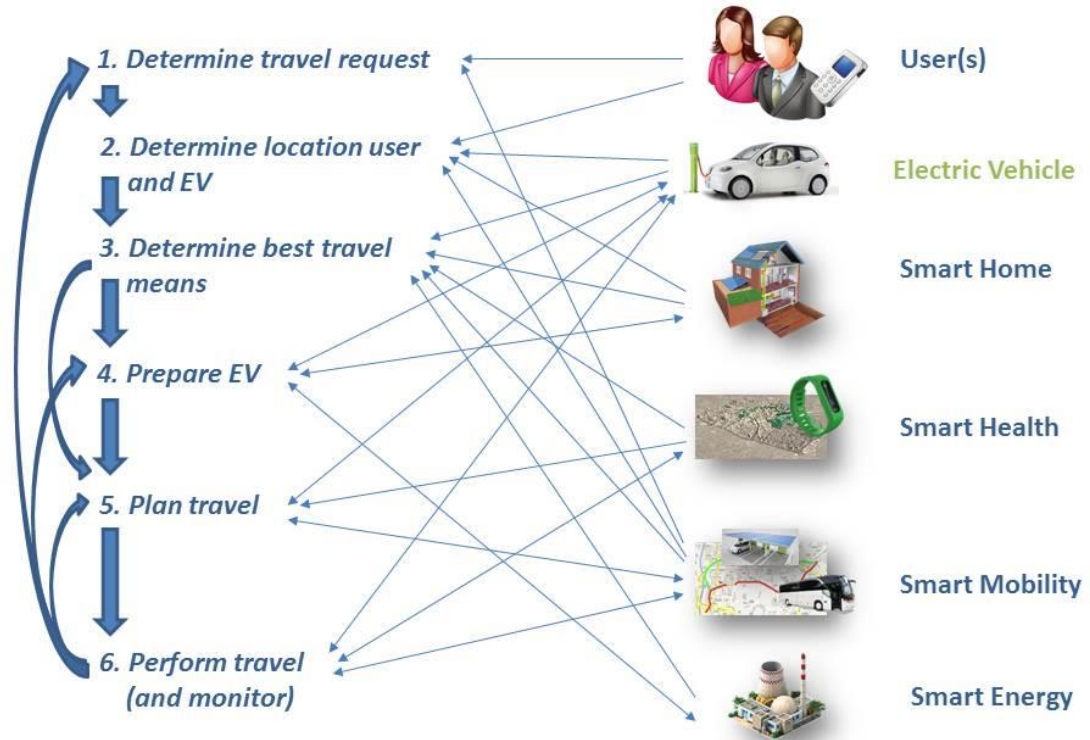 1. Determine travel request
2. Determine location user
and EV
3. Determine best travel
means
4. Prepare EV
5. Plan travel
6. Perform travel
(and monitor)
User(s)
Electric Vehicle
Smart Home
Smart Health
Smart Mobility
Smart Energy